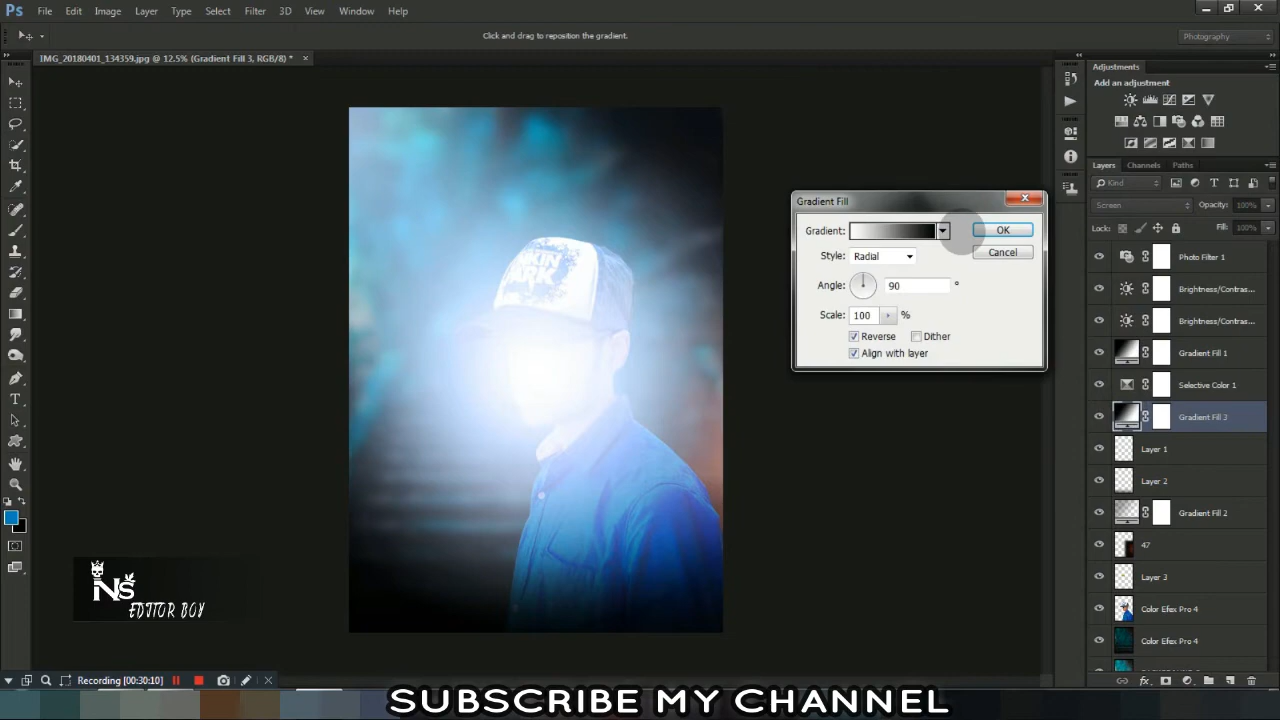 Ps File Edit Image Layer Type Select Filter 3D View Window Help
Click and drag to reposition the gradient.
Photography
IMG_20180401_134359.jpg @ 12.5% (Gradient Fill 3, RGB/8) * ×
Adjustments
Add an adjustment
Layers Channels Paths
Kind
Screen Opacity: 100%
Lock: Fill: 100%
Photo Filter 1
Brightness/Contras...
Brightness/Contras...
Gradient Fill 1
Selective Color 1
Gradient Fill 3
Layer 1
Layer 2
Gradient Fill 2
47
Layer 3
Color Efex Pro 4
Color Efex Pro 4
Gradient Fill
Gradient: OK
Style: Radial Cancel
Angle: 90 °
Scale: 100 %
Reverse Dither
Align with layer
PARK
NS
EDITOR BOY
Recording [00:30:10]
SUBSCRIBE MY CHANNEL